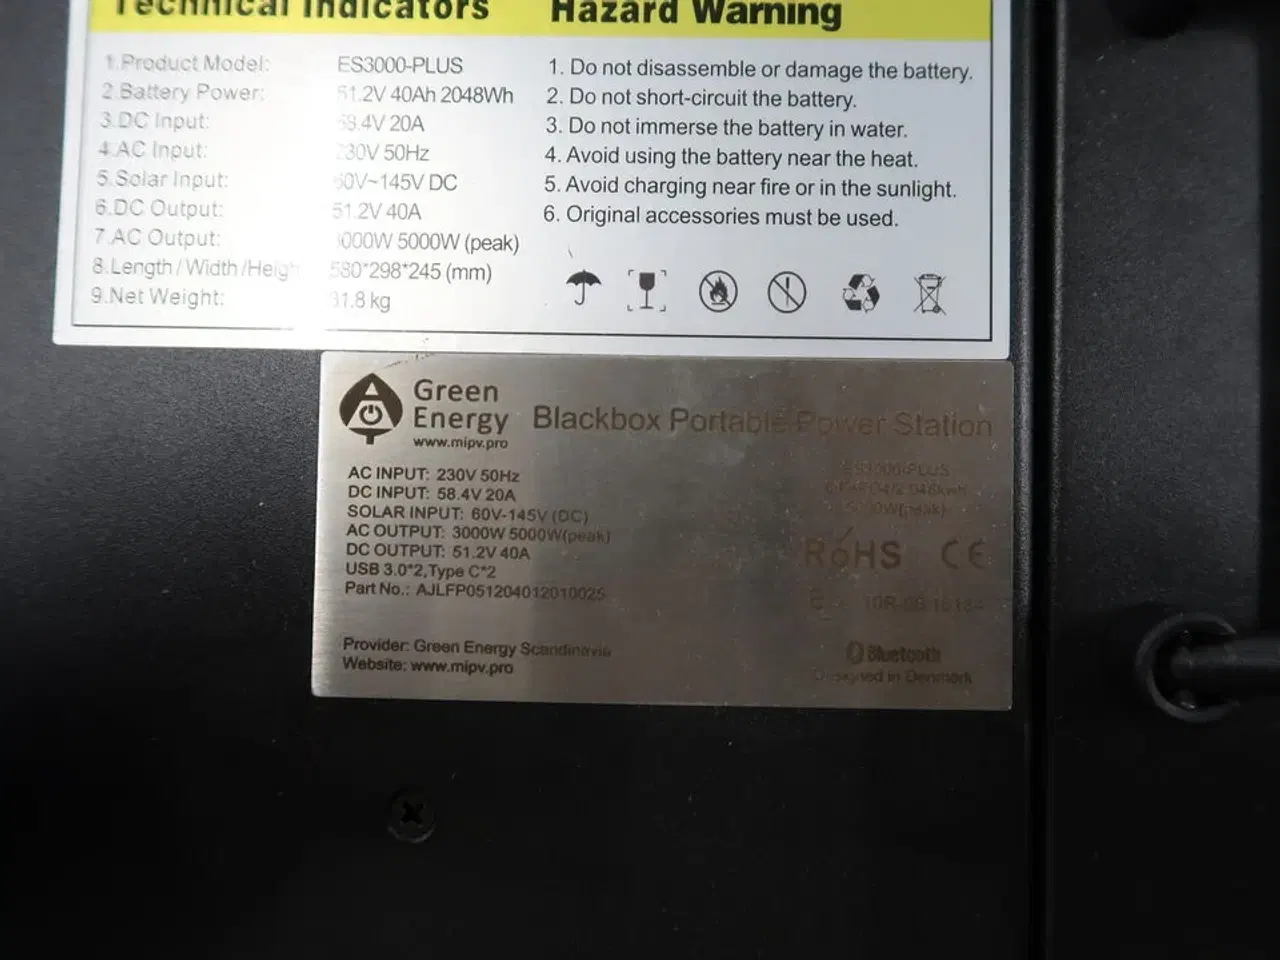 Technical Indicators
1.Product Model: ES3000-PLUS
2.Battery Power: 51.2V 40Ah 2048Wh
3.DC Input: 58.4V 20A
4.AC Input: 230V 50Hz
5.Solar Input: 60V~145V DC
6.DC Output: 51.2V 40A
7.AC Output: 3000W 5000W (peak)
8.Length/Width/Heigh 580*298*245 (mm)
9.Net Weight: 31.8 kg
Hazard Warning
1. Do not disassemble or damage the battery.
2. Do not short-circuit the battery.
3. Do not immerse the battery in water.
4. Avoid using the battery near the heat.
5. Avoid charging near fire or in the sunlight.
6. Original accessories must be used.
Green
Energy
www.mipv.pro
Blackbox Portable Power Station
AC INPUT: 230V 50Hz
DC INPUT: 58.4V 20A
SOLAR INPUT: 60V-145V (DC)
AC OUTPUT: 3000W 5000W(peak)
DC OUTPUT: 51.2V 40A
USB 3.0*2,Type C*2
Part No.: AJLFP051204012010025
Provider: Green Energy Scandinavia
Website: www.mipv.pro
ES3000-PLUS
5000W(peak)
RoHS CE
Bluetooth
Designed in Denmark